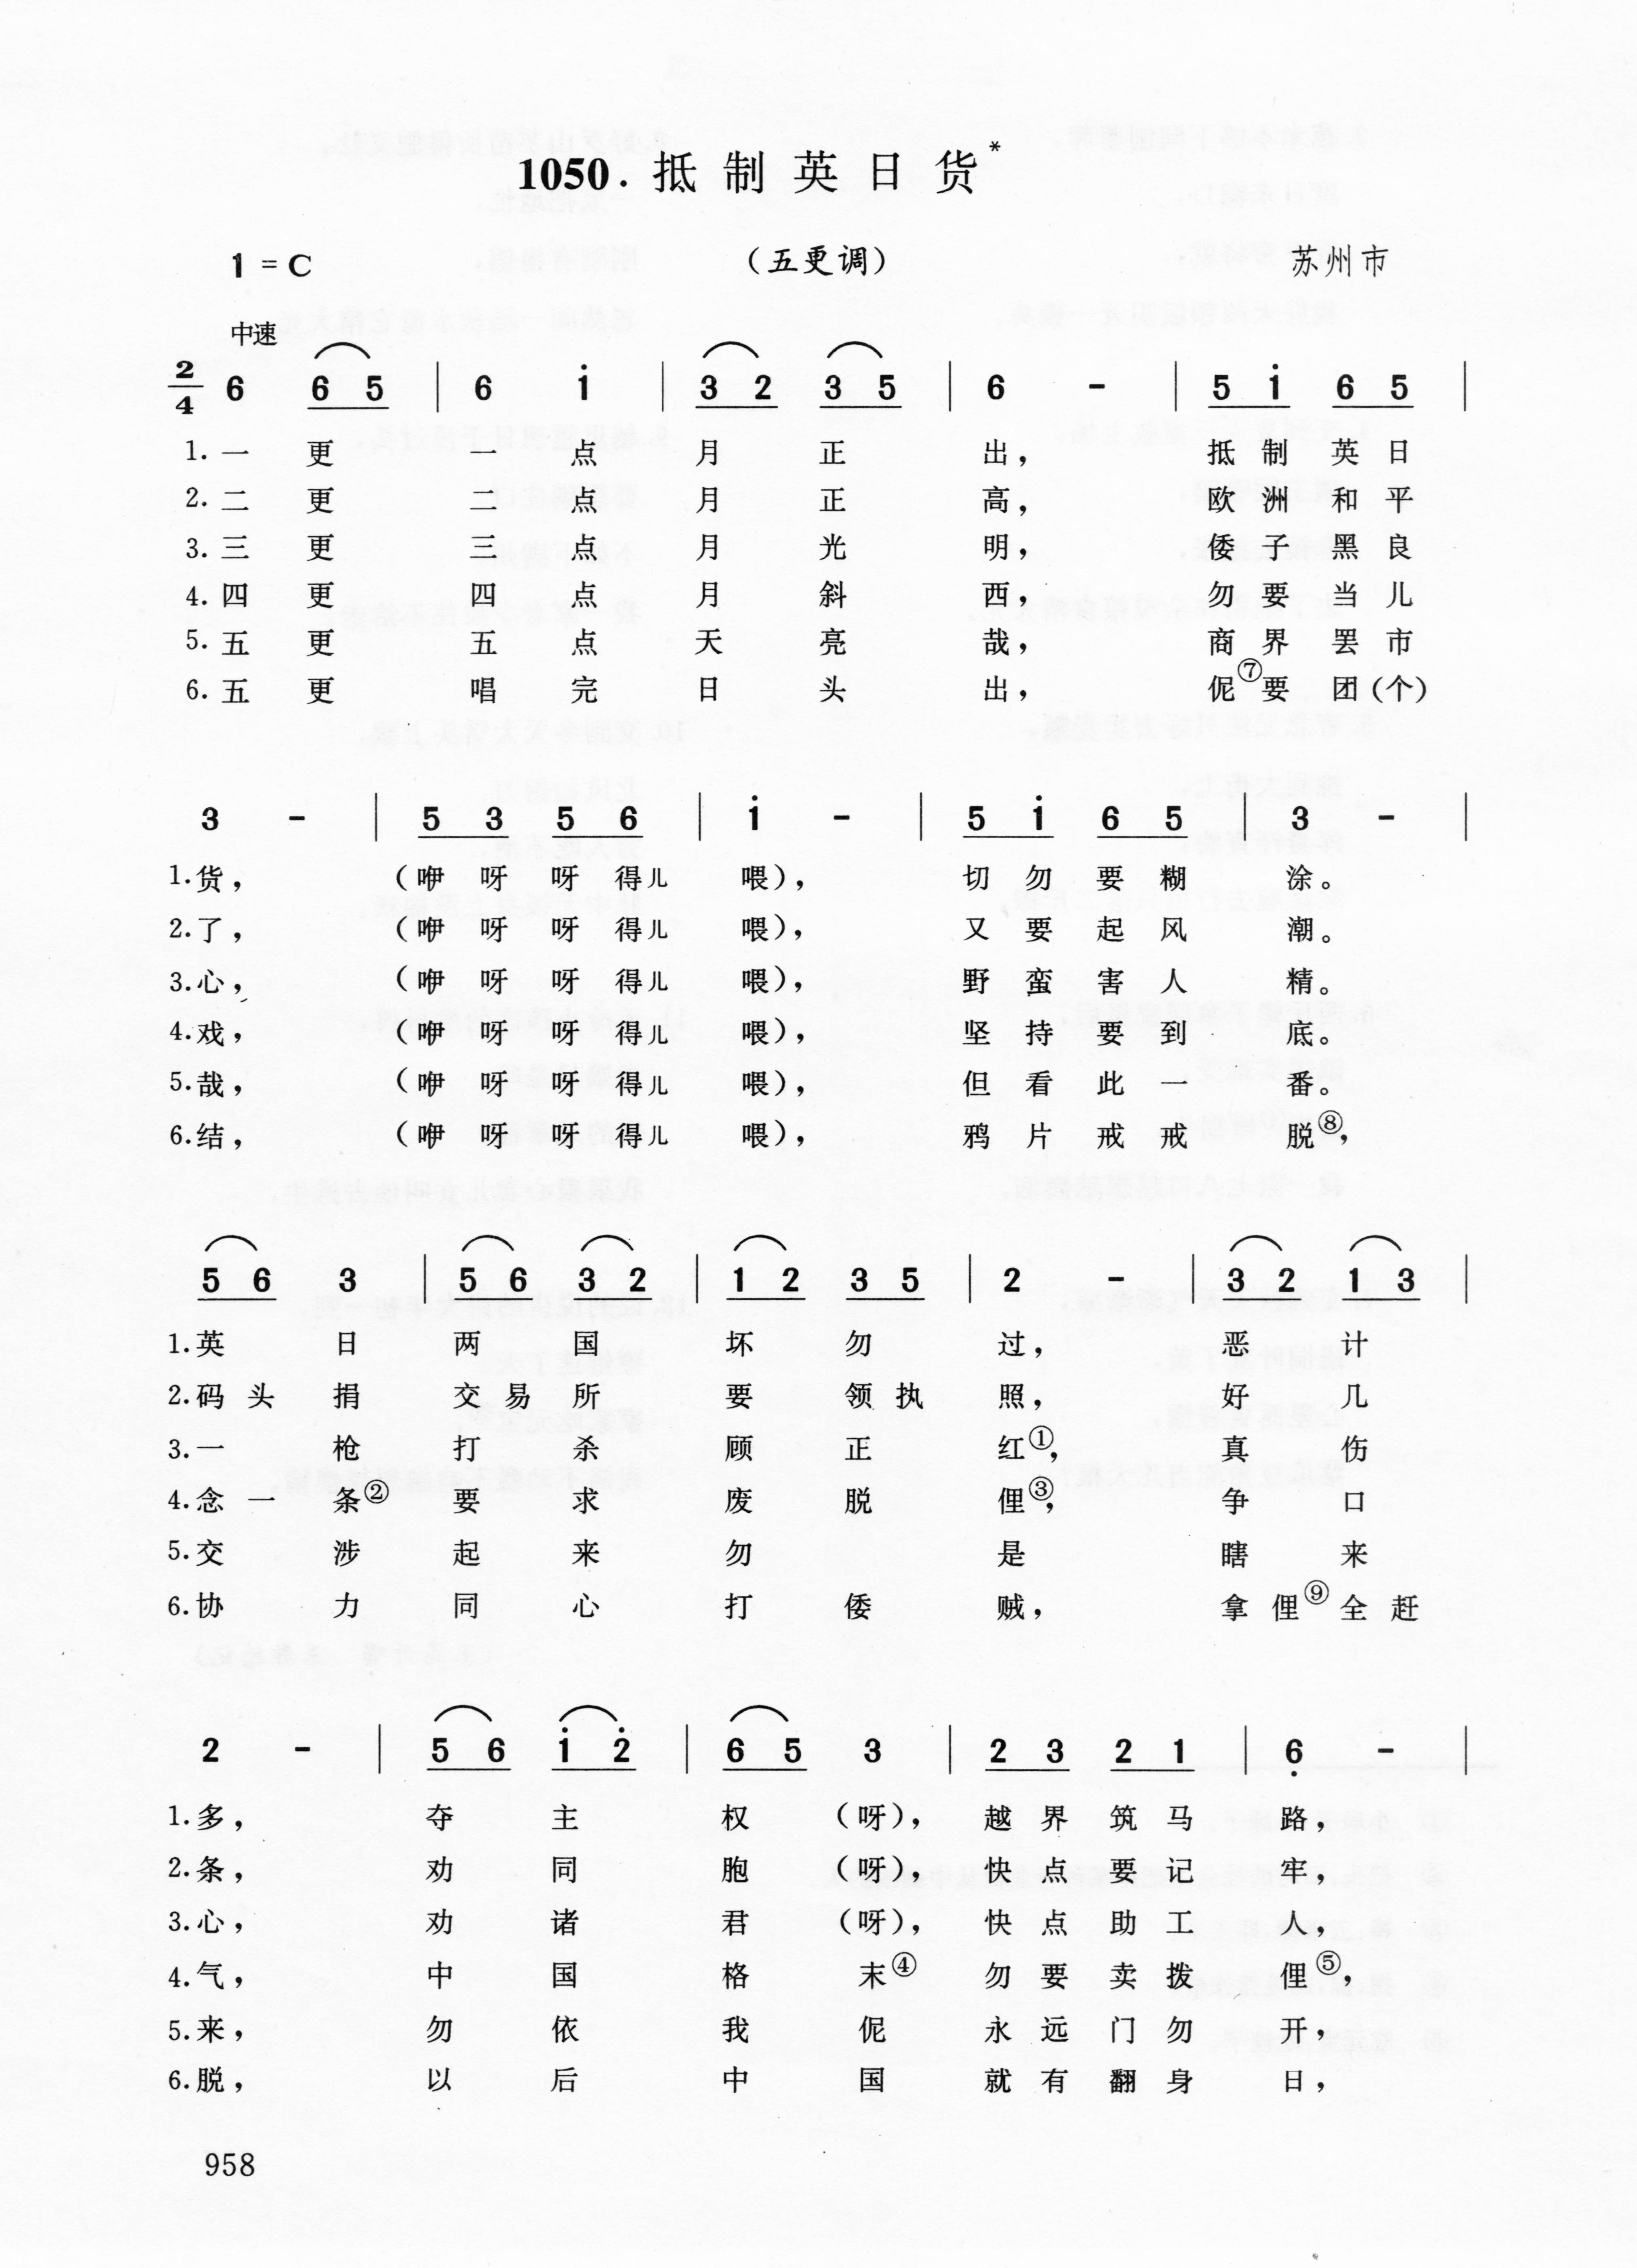 1050. 抵制英日货*
1 = C （五更调） 苏州市
中速
2/4 6 6 5 | 6 i | 3 2 3 5 | 6 - | 5 i 6 5 |
1. 一 更 一 点 月 正 出， 抵 制 英 日
2. 二 更 二 点 月 正 高， 欧 洲 和 平
3. 三 更 三 点 月 光 明， 倭 子 黑 良
4. 四 更 四 点 月 斜 西， 勿 要 当 儿
5. 五 更 五 点 天 亮 哉， 商 界 罢 市
6. 五 更 唱 完 日 头 出， 伲⑦ 要 团 (个)
3 - | 5 3 5 6 | i - | 5 i 6 5 | 3 - |
1. 货， （咿 呀 呀 得儿 喂）， 切 勿 要 糊 涂。
2. 了， （咿 呀 呀 得儿 喂）， 又 要 起 风 潮。
3. 心， （咿 呀 呀 得儿 喂）， 野 蛮 害 人 精。
4. 戏， （咿 呀 呀 得儿 喂）， 坚 持 要 到 底。
5. 哉， （咿 呀 呀 得儿 喂）， 但 看 此 一 番。
6. 结， （咿 呀 呀 得儿 喂）， 鸦 片 戒 戒 脱⑧，
5 6 3 | 5 6 3 2 | 1 2 3 5 | 2 - | 3 2 1 3 |
1. 英 日 两 国 坏 勿 过， 恶 计
2. 码 头 捐 交 易 所 要 领 执 照， 好 几
3. 一 枪 打 杀 顾 正 红①， 真 伤
4. 念 一 条② 要 求 废 脱 俚③， 争 口
5. 交 涉 起 来 勿 是 瞎 来
6. 协 力 同 心 打 倭 贼， 拿 俚⑨ 全 赶
2 - | 5 6 i 2̇ | 6 5 3 | 2 3 2 1 | 6̣ - |
1. 多， 夺 主 权 （呀）， 越 界 筑 马 路，
2. 条， 劝 同 胞 （呀）， 快 点 要 记 牢，
3. 心， 劝 诸 君 （呀）， 快 点 助 工 人，
4. 气， 中 国 格 末④ 勿 要 卖 拨 俚⑤，
5. 来， 勿 依 我 伲 永 远 门 勿 开，
6. 脱， 以 后 中 国 就 有 翻 身 日，
958